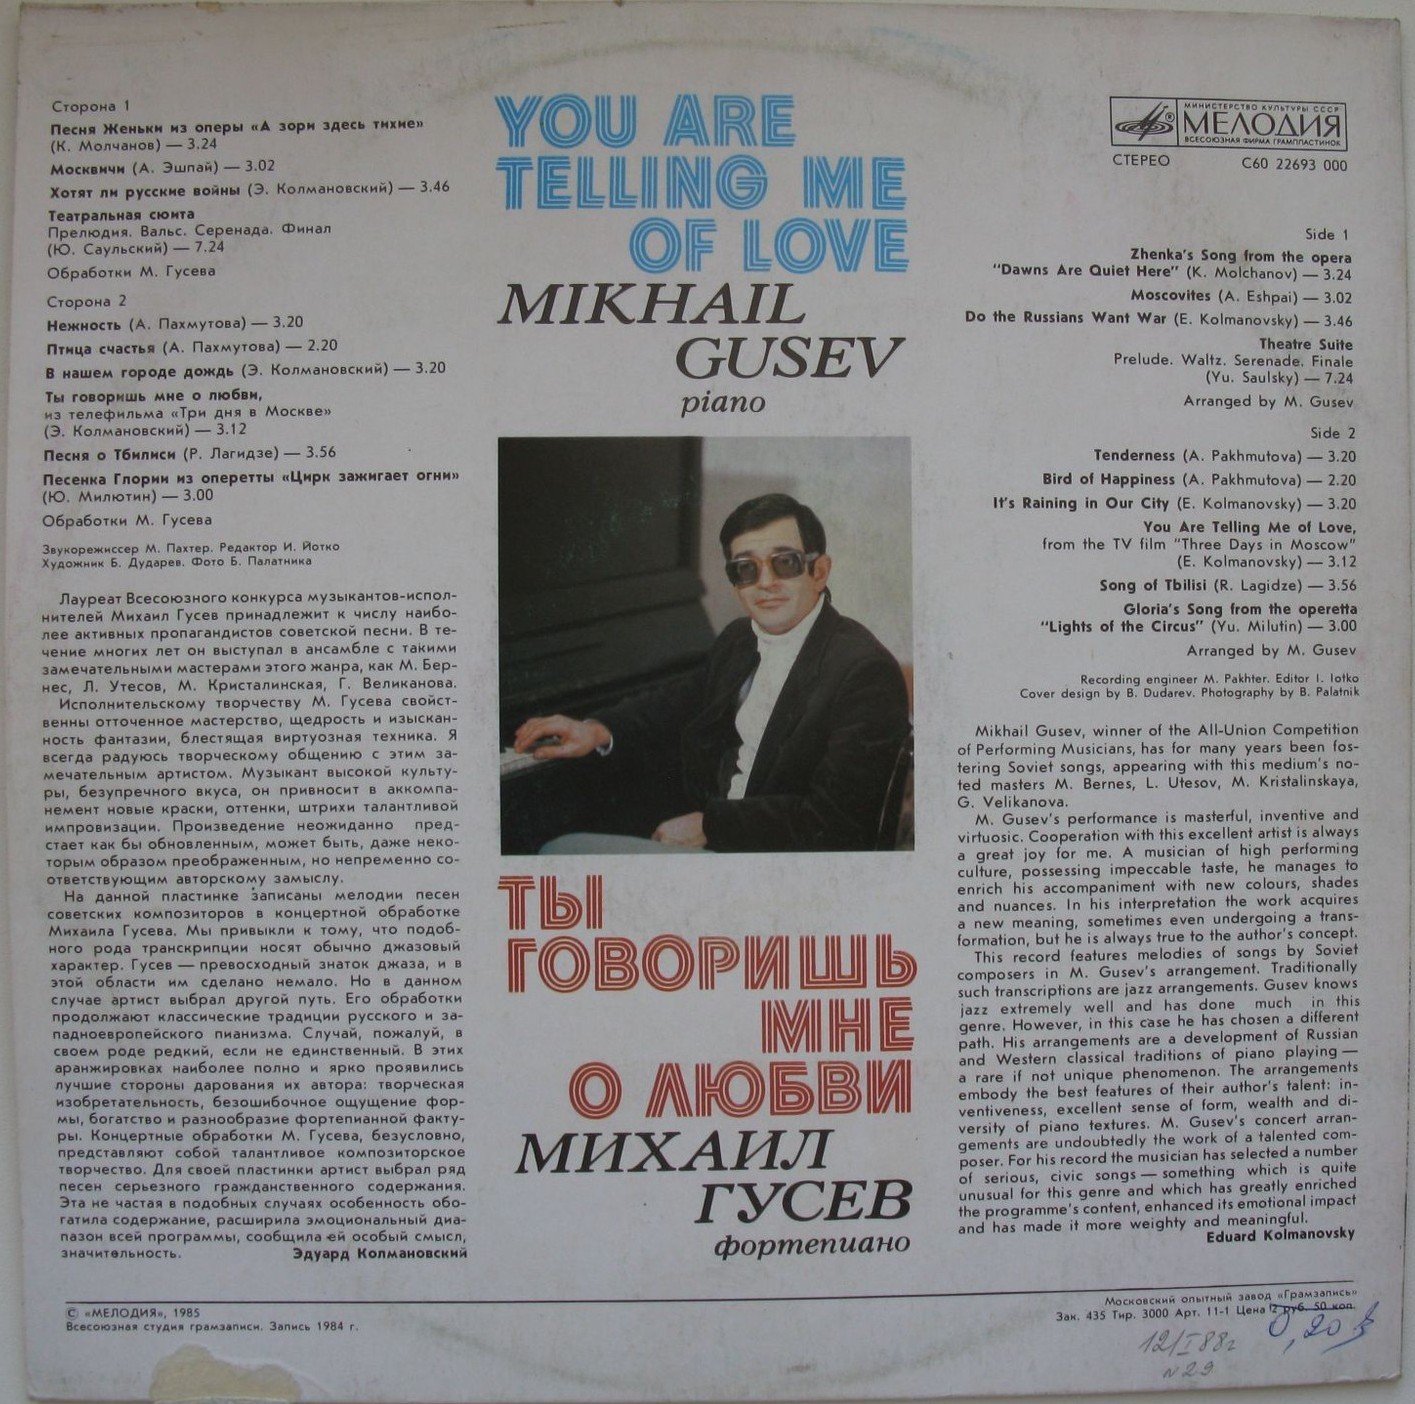 Сторона 1
Песня Женьки из оперы «А зори здесь тихие»
(К. Молчанов) — 3.24
Москвичи (А. Эшпай) — 3.02
Хотят ли русские войны (Э. Колмановский) — 3.46
Театральная сюита
Прелюдия. Вальс. Серенада. Финал
(Ю. Саульский) — 7.24
Обработки М. Гусева
Сторона 2
Нежность (А. Пахмутова) — 3.20
Птица счастья (А. Пахмутова) — 2.20
В нашем городе дождь (Э. Колмановский) — 3.20
Ты говоришь мне о любви,
из телефильма «Три дня в Москве»
(Э. Колмановский) — 3.12
Песня о Тбилиси (Р. Лагидзе) — 3.56
Песенка Глории из оперетты «Цирк зажигает огни»
(Ю. Милютин) — 3.00
Обработки М. Гусева
Звукорежиссер М. Пахтер. Редактор И. Йотко
Художник Б. Дударев. Фото Б. Палатника
Лауреат Всесоюзного конкурса музыкантов-испол-
нителей Михаил Гусев принадлежит к числу наибо-
лее активных пропагандистов советской песни. В те-
чение многих лет он выступал в ансамбле с такими
замечательными мастерами этого жанра, как М. Бер-
нес, Л. Утесов, М. Кристалинская, Г. Великанова.
Исполнительскому творчеству М. Гусева свойст-
венны отточенное мастерство, щедрость и изыскан-
ность фантазии, блестящая виртуозная техника. Я
всегда радуюсь творческому общению с этим за-
мечательным артистом. Музыкант высокой культу-
ры, безупречного вкуса, он привносит в аккомпа-
немент новые краски, оттенки, штрихи талантливой
импровизации. Произведение неожиданно пред-
стает как бы обновленным, может быть, даже неко-
торым образом преображенным, но непременно со-
ответствующим авторскому замыслу.
На данной пластинке записаны мелодии песен
советских композиторов в концертной обработке
Михаила Гусева. Мы привыкли к тому, что подоб-
ного рода транскрипции носят обычно джазовый
характер. Гусев — превосходный знаток джаза, и в
этой области им сделано немало. Но в данном
случае артист выбрал другой путь. Его обработки
продолжают классические традиции русского и за-
падноевропейского пианизма. Случай, пожалуй, в
своем роде редкий, если не единственный. В этих
аранжировках наиболее полно и ярко проявились
лучшие стороны дарования их автора: творческая
изобретательность, безошибочное ощущение фор-
мы, богатство и разнообразие фортепианной факту-
ры. Концертные обработки М. Гусева, безусловно,
представляют собой талантливое композиторское
творчество. Для своей пластинки артист выбрал ряд
песен серьезного гражданственного содержания.
Эта не частая в подобных случаях особенность обо-
гатила содержание, расширила эмоциональный диа-
пазон всей программы, сообщила ей особый смысл,
значительность. Эдуард Колмановский
© «МЕЛОДИЯ», 1985
Всесоюзная студия грамзаписи. Запись 1984 г.
YOU ARE
TELLING ME
OF LOVE
MIKHAIL
GUSEV
piano
ТЫ
ГОВОРИШЬ
МНЕ
О ЛЮБВИ
МИХАИЛ
ГУСЕВ
фортепиано
МИНИСТЕРСТВО КУЛЬТУРЫ СССР
МЕЛОДИЯ
ВСЕСОЮЗНАЯ ФИРМА ГРАМПЛАСТИНОК
СТЕРЕО С60 22693 000
Side 1
Zhenka's Song from the opera
"Dawns Are Quiet Here" (K. Molchanov) — 3.24
Moscovites (A. Eshpai) — 3.02
Do the Russians Want War (E. Kolmanovsky) — 3.46
Theatre Suite
Prelude. Waltz. Serenade. Finale
(Yu. Saulsky) — 7.24
Arranged by M. Gusev
Side 2
Tenderness (A. Pakhmutova) — 3.20
Bird of Happiness (A. Pakhmutova) — 2.20
It's Raining in Our City (E. Kolmanovsky) — 3.20
You Are Telling Me of Love,
from the TV film "Three Days in Moscow"
(E. Kolmanovsky) — 3.12
Song of Tbilisi (R. Lagidze) — 3.56
Gloria's Song from the operetta
"Lights of the Circus" (Yu. Milutin) — 3.00
Arranged by M. Gusev
Recording engineer M. Pakhter. Editor I. Iotko
Cover design by B. Dudarev. Photography by B. Palatnik
Mikhail Gusev, winner of the All-Union Competition
of Performing Musicians, has for many years been fos-
tering Soviet songs, appearing with this medium's no-
ted masters M. Bernes, L. Utesov, M. Kristalinskaya,
G. Velikanova.
M. Gusev's performance is masterful, inventive and
virtuosic. Cooperation with this excellent artist is always
a great joy for me. A musician of high performing
culture, possessing impeccable taste, he manages to
enrich his accompaniment with new colours, shades
and nuances. In his interpretation the work acquires
a new meaning, sometimes even undergoing a trans-
formation, but he is always true to the author's concept.
This record features melodies of songs by Soviet
composers in M. Gusev's arrangement. Traditionally
such transcriptions are jazz arrangements. Gusev knows
jazz extremely well and has done much in this
genre. However, in this case he has chosen a different
path. His arrangements are a development of Russian
and Western classical traditions of piano playing —
a rare if not unique phenomenon. The arrangements
embody the best features of their author's talent: in-
ventiveness, excellent sense of form, wealth and di-
versity of piano textures. M. Gusev's concert arran-
gements are undoubtedly the work of a talented com-
poser. For his record the musician has selected a number
of serious, civic songs — something which is quite
unusual for this genre and which has greatly enriched
the programme's content, enhanced its emotional impact
and has made it more weighty and meaningful.
Eduard Kolmanovsky
Московский опытный завод «Грамзапись»
Зак. 435 Тир. 3000 Арт. 11-1 Цена 2 руб. 50 коп.
0,20
12/I 88г
N29